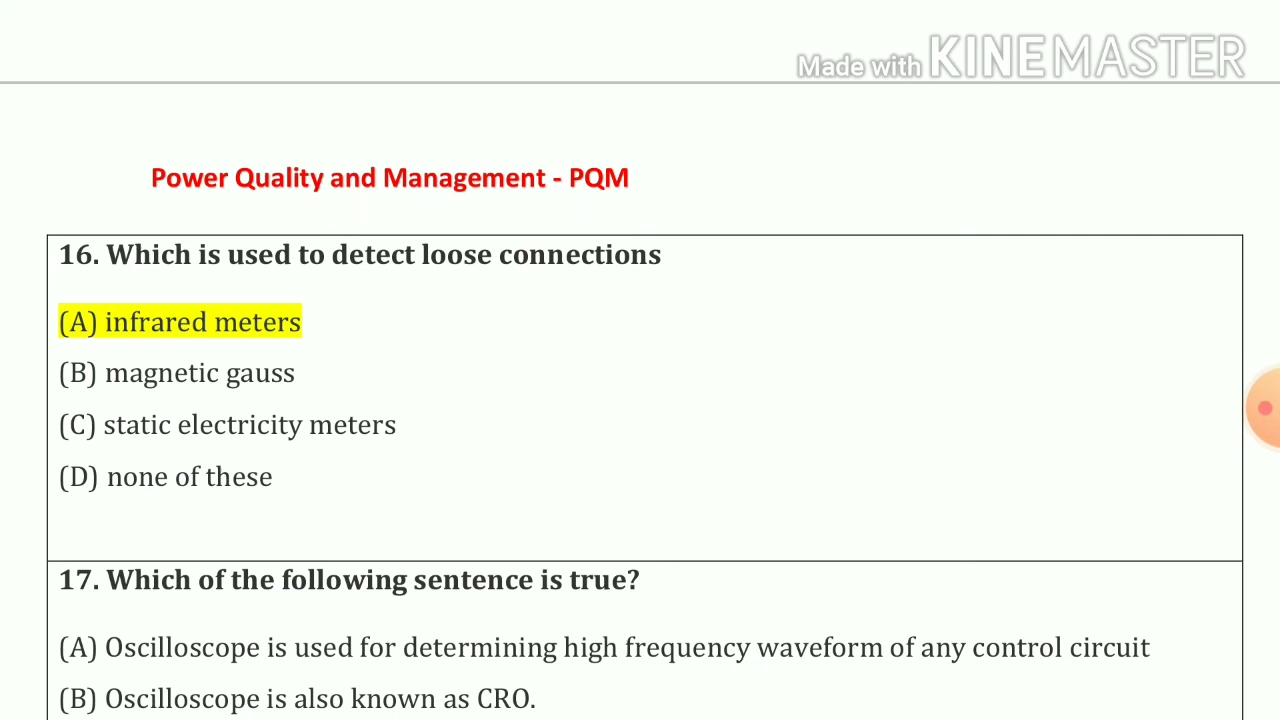 Made with KINEMASTER
Power Quality and Management - PQM
16. Which is used to detect loose connections
(A) infrared meters
(B) magnetic gauss
(C) static electricity meters
(D) none of these
17. Which of the following sentence is true?
(A) Oscilloscope is used for determining high frequency waveform of any control circuit
(B) Oscilloscope is also known as CRO.